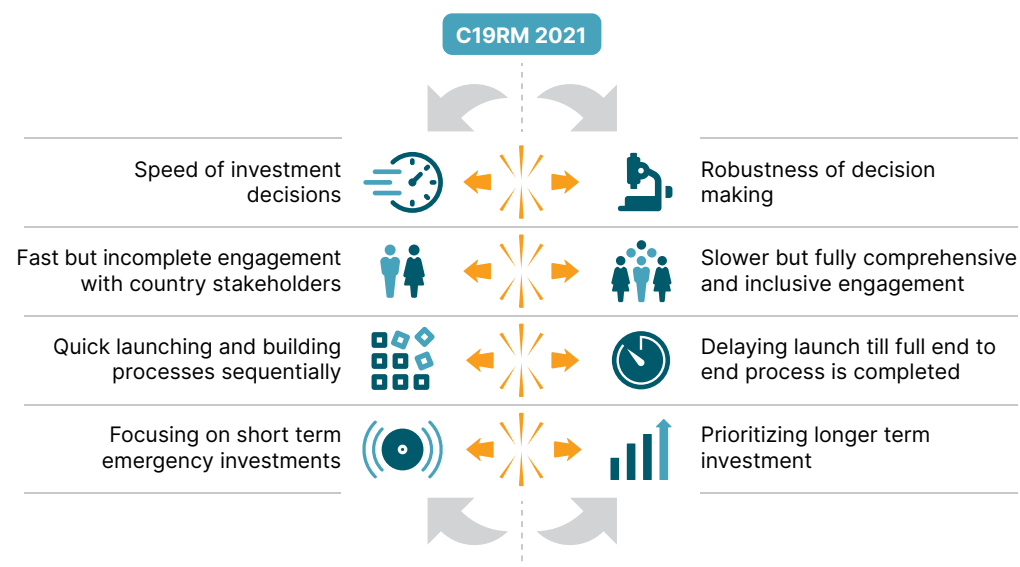 C19RM 2021
Speed of investment
decisions
Robustness of decision
making
Fast but incomplete engagement
with country stakeholders
Slower but fully comprehensive
and inclusive engagement
Quick launching and building
processes sequentially
Delaying launch till full end to
end process is completed
Focusing on short term
emergency investments
Prioritizing longer term
investment